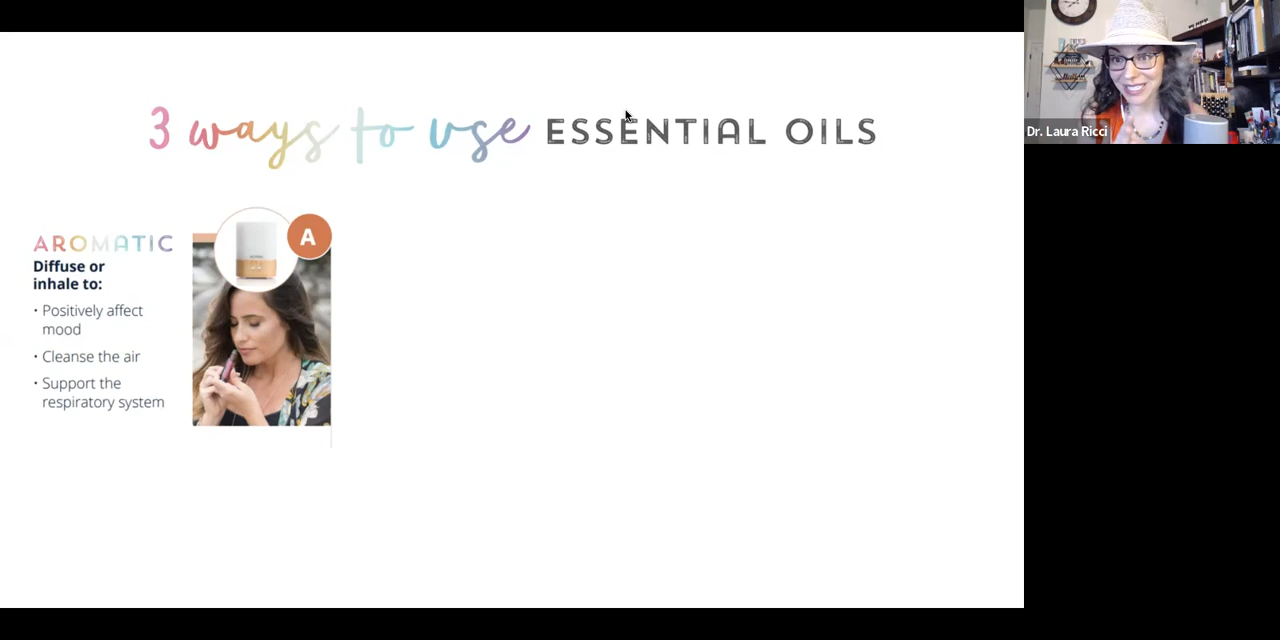 3 ways to use ESSENTIAL OILS
AROMATIC
Diffuse or
inhale to:
• Positively affect
mood
• Cleanse the air
• Support the
respiratory system
A
Dr. Laura Ricci